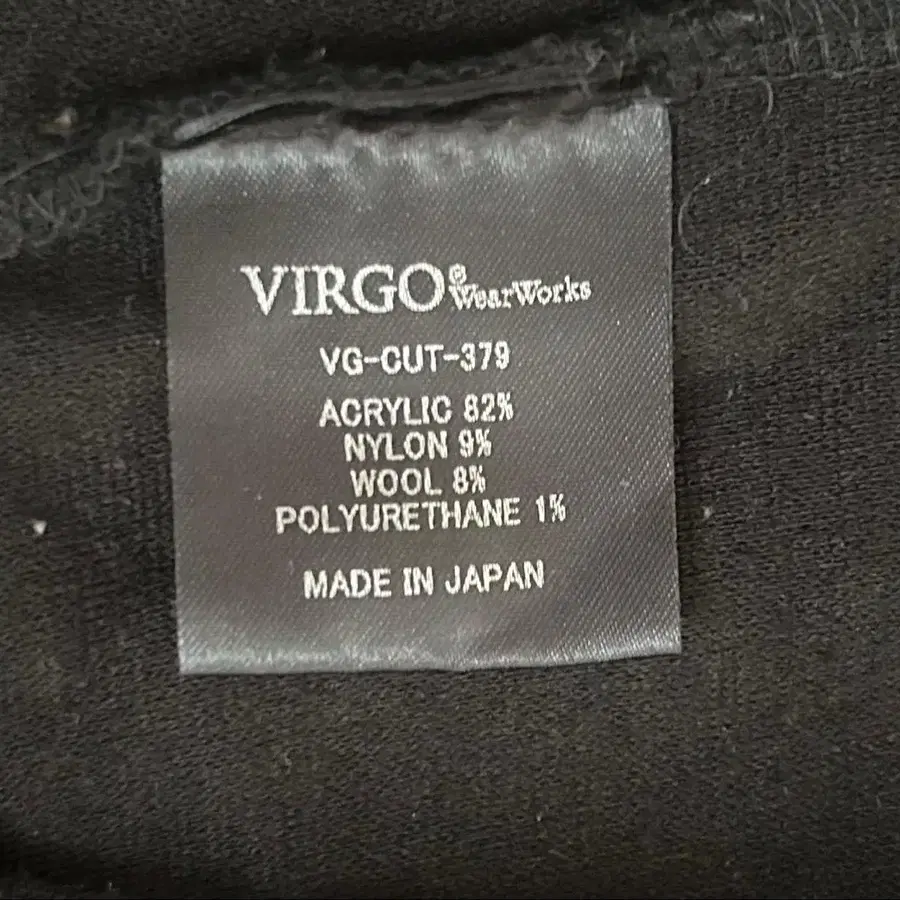 VIRGO® WearWorks
VG-CUT-379
ACRYLIC 82%
NYLON 9%
WOOL 8%
POLYURETHANE 1%
MADE IN JAPAN